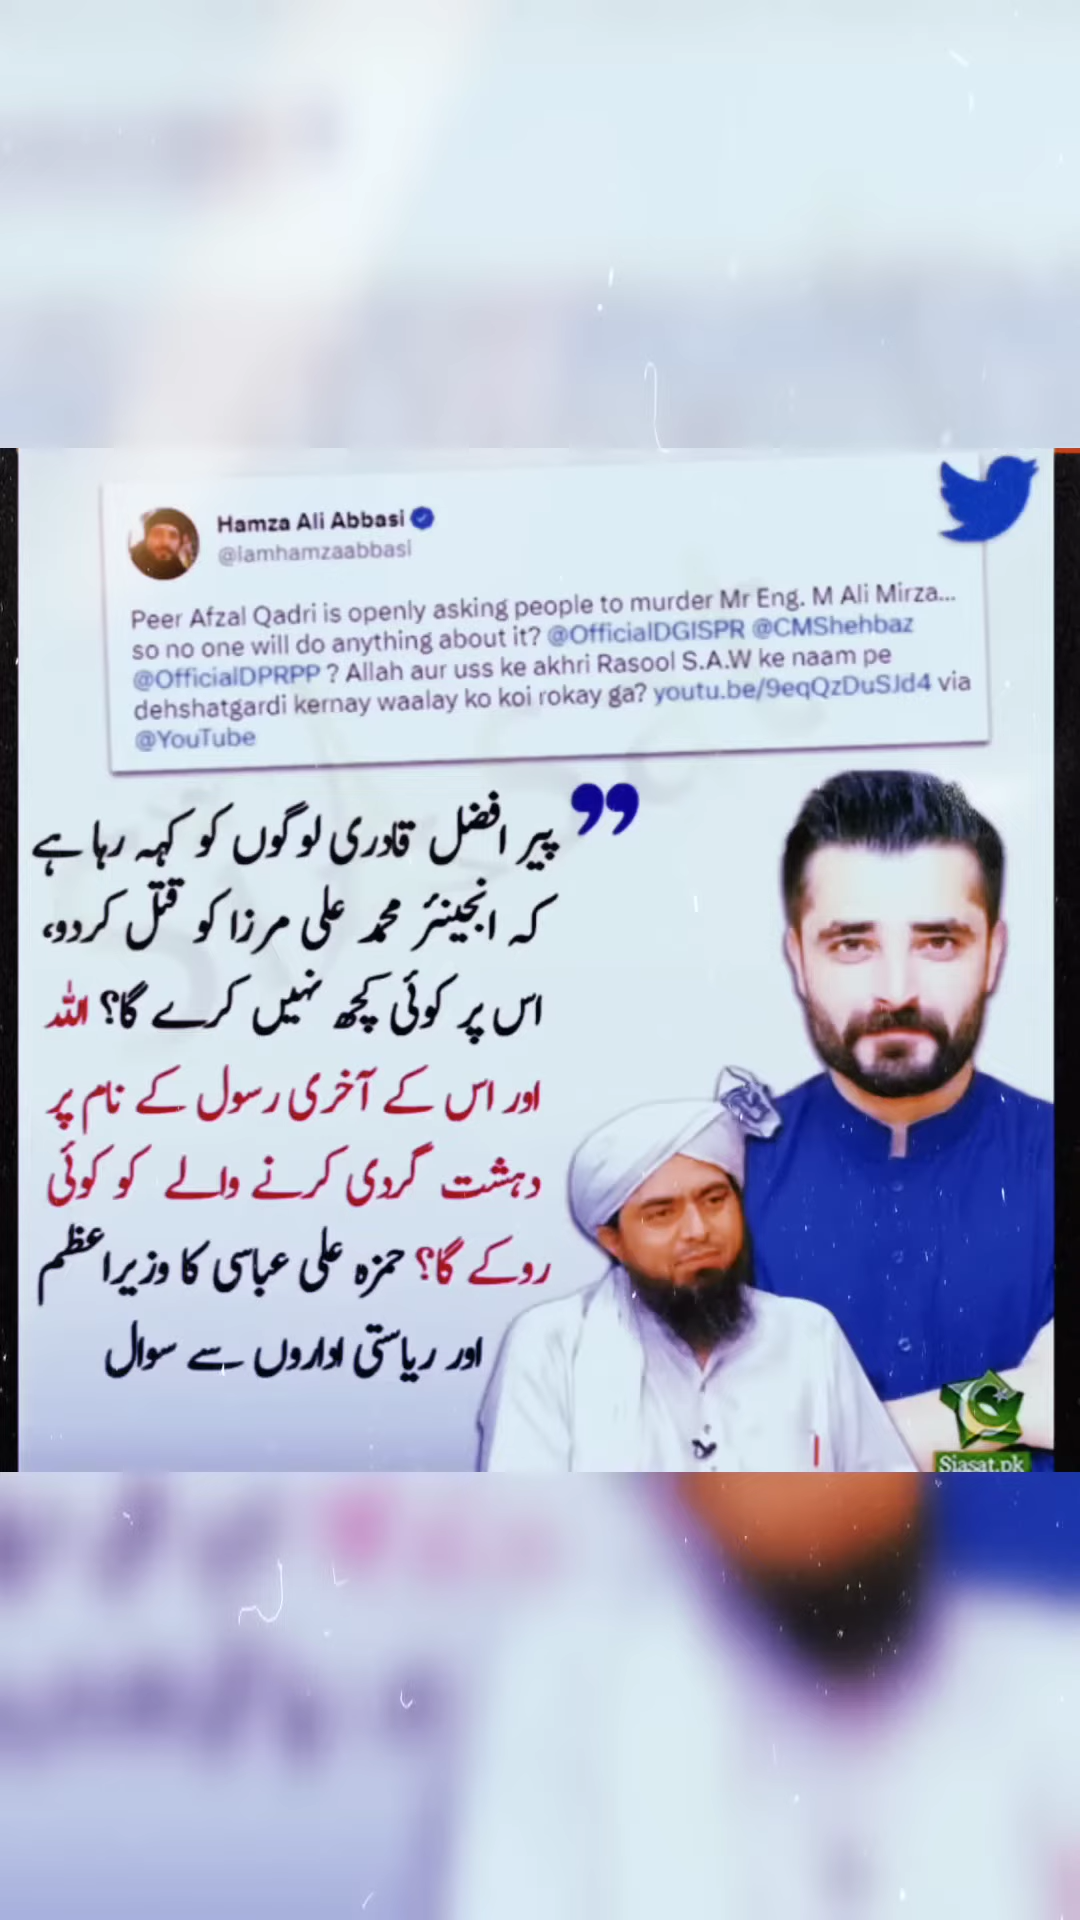 Hamza Ali Abbasi
@iamhamzaabbasi
Peer Afzal Qadri is openly asking people to murder Mr Eng. M Ali Mirza...
so no one will do anything about it? @OfficialDGISPR @CMShehbaz
@OfficialDPRPP ? Allah aur uss ke akhri Rasool S.A.W ke naam pe
dehshatgardi kernay waalay ko koi rokay ga? youtu.be/9eqQzDuSJd4 via
@YouTube
پیر افضل قادری لوگوں کو کہہ رہا ہے
کہ انجینئر محمد علی مرزا کو قتل کردو،
اس پر کوئی کچھ نہیں کرے گا؟ اللہ
اور اس کے آخری رسول کے نام پر
دہشت گردی کرنے والے کو کوئی
روکے گا؟ حمزہ علی عباسی کا وزیراعظم
اور ریاستی اداروں سے سوال
Siasat.pk